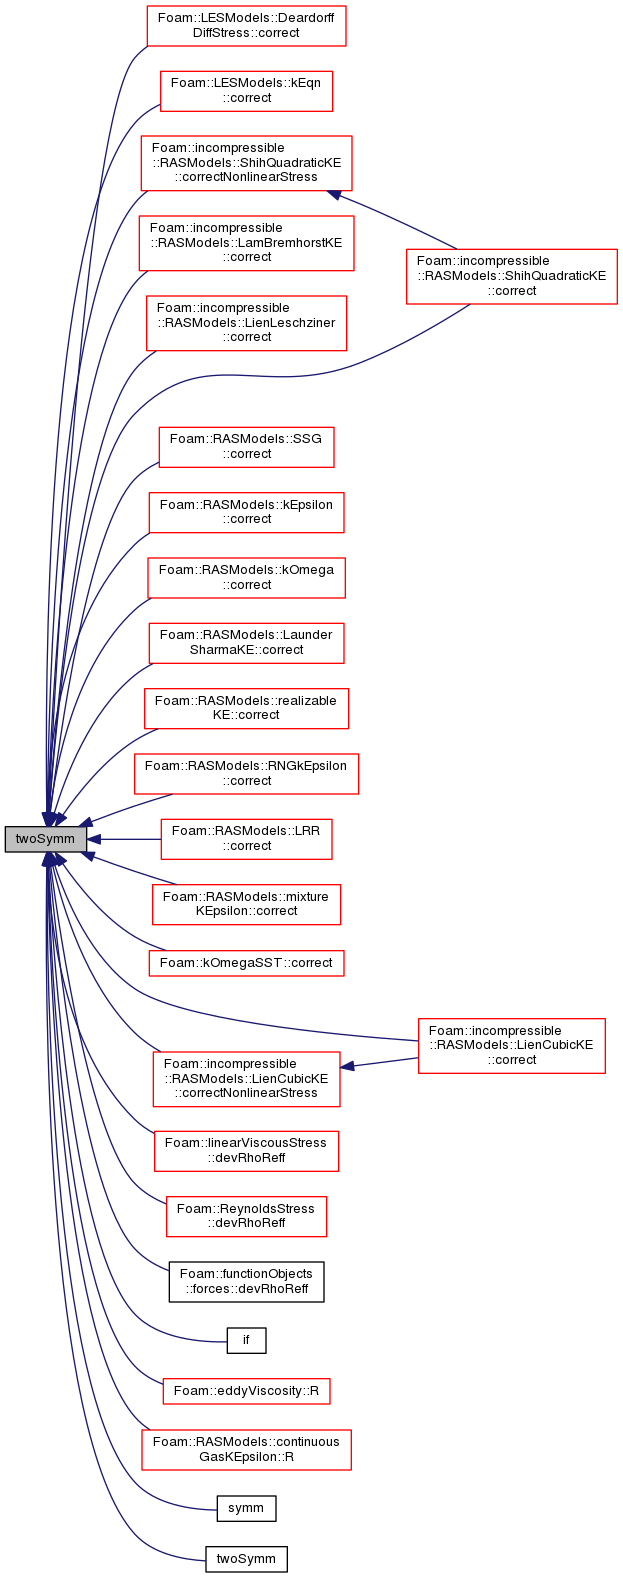 Foam::LESModels::Deardorff
DiffStress::correct
Foam::LESModels::kEqn
::correct
Foam::incompressible
::RASModels::ShihQuadraticKE
::correctNonlinearStress
Foam::incompressible
::RASModels::LamBremhorstKE
::correct
Foam::incompressible
::RASModels::ShihQuadraticKE
::correct
Foam::incompressible
::RASModels::LienLeschziner
::correct
Foam::RASModels::SSG
::correct
Foam::RASModels::kEpsilon
::correct
Foam::RASModels::kOmega
::correct
Foam::RASModels::Launder
SharmaKE::correct
Foam::RASModels::realizable
KE::correct
Foam::RASModels::RNGkEpsilon
::correct
twoSymm
Foam::RASModels::LRR
::correct
Foam::RASModels::mixture
KEpsilon::correct
Foam::kOmegaSST::correct
Foam::incompressible
::RASModels::LienCubicKE
::correct
Foam::incompressible
::RASModels::LienCubicKE
::correctNonlinearStress
Foam::linearViscousStress
::devRhoReff
Foam::ReynoldsStress
::devRhoReff
Foam::functionObjects
::forces::devRhoReff
if
Foam::eddyViscosity::R
Foam::RASModels::continuous
GasKEpsilon::R
symm
twoSymm